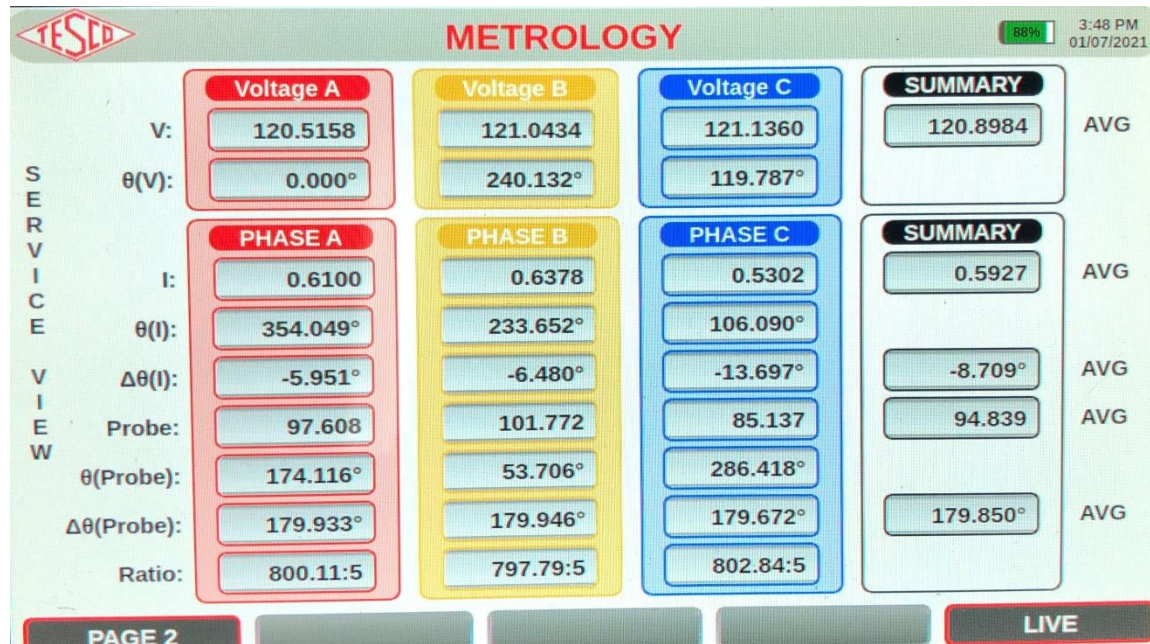 TESCO METROLOGY 88% 3:48 PM
01/07/2021
Voltage A Voltage B Voltage C SUMMARY
V: 120.5158 121.0434 121.1360 120.8984 AVG
θ(V): 0.000° 240.132° 119.787°
SERVICE VIEW
PHASE A PHASE B PHASE C SUMMARY
I: 0.6100 0.6378 0.5302 0.5927 AVG
θ(I): 354.049° 233.652° 106.090°
Δθ(I): -5.951° -6.480° -13.697° -8.709° AVG
Probe: 97.608 101.772 85.137 94.839 AVG
θ(Probe): 174.116° 53.706° 286.418°
Δθ(Probe): 179.933° 179.946° 179.672° 179.850° AVG
Ratio: 800.11:5 797.79:5 802.84:5
PAGE 2 LIVE